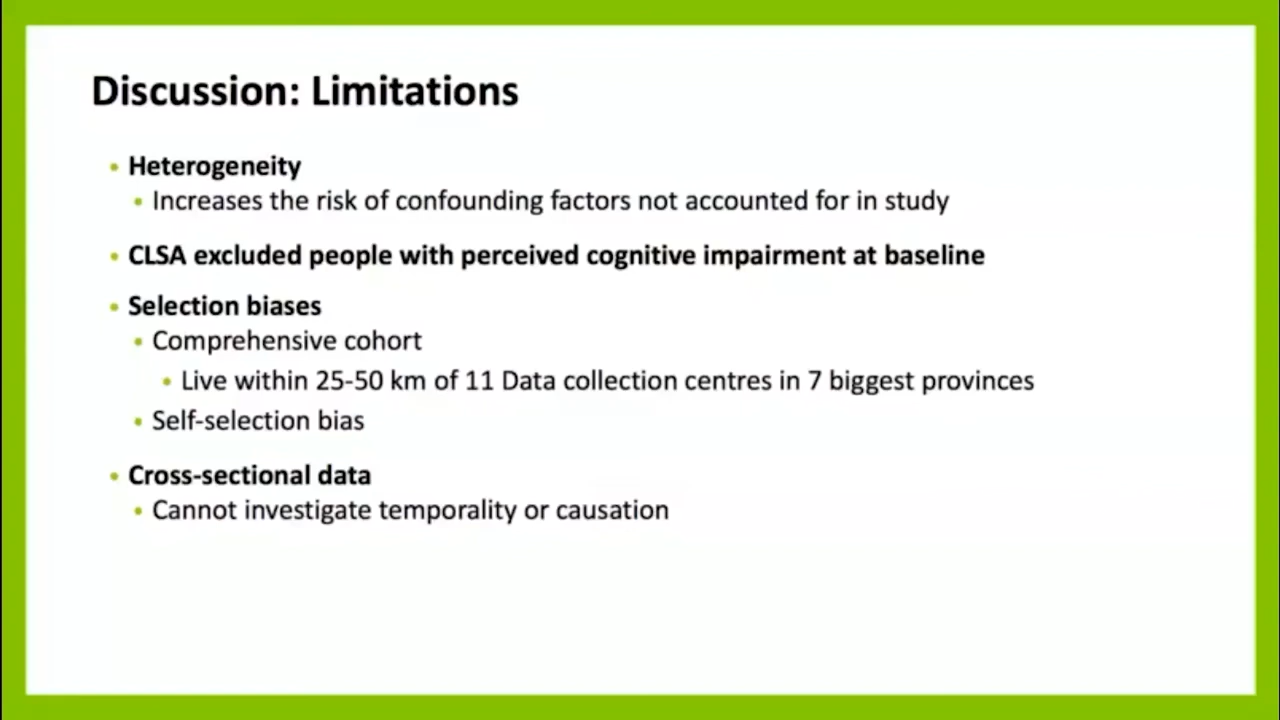 Discussion: Limitations
• Heterogeneity
• Increases the risk of confounding factors not accounted for in study
• CLSA excluded people with perceived cognitive impairment at baseline
• Selection biases
• Comprehensive cohort
• Live within 25-50 km of 11 Data collection centres in 7 biggest provinces
• Self-selection bias
• Cross-sectional data
• Cannot investigate temporality or causation